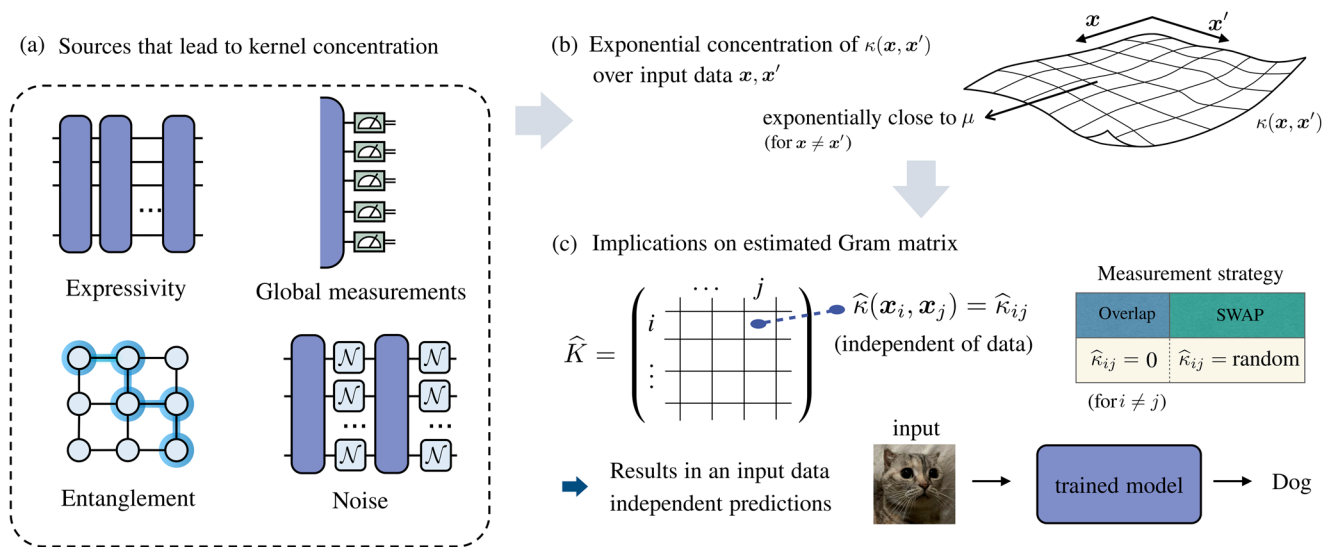 (a) Sources that lead to kernel concentration
Expressivity
...
Global measurements
Entanglement
𝒩 𝒩
𝒩 𝒩
... ...
𝒩 𝒩
Noise
(b) Exponential concentration of κ(x, x′)
over input data x, x′
x x′
exponentially close to μ
(for x ≠ x′)
κ(x, x′)
(c) Implications on estimated Gram matrix
K̂ =
... j
i
⋮
κ̂(xᵢ, xⱼ) = κ̂ᵢⱼ
(independent of data)
Measurement strategy
Overlap SWAP
κ̂ᵢⱼ = 0 κ̂ᵢⱼ = random
(for i ≠ j)
Results in an input data
independent predictions
input
trained model
Dog